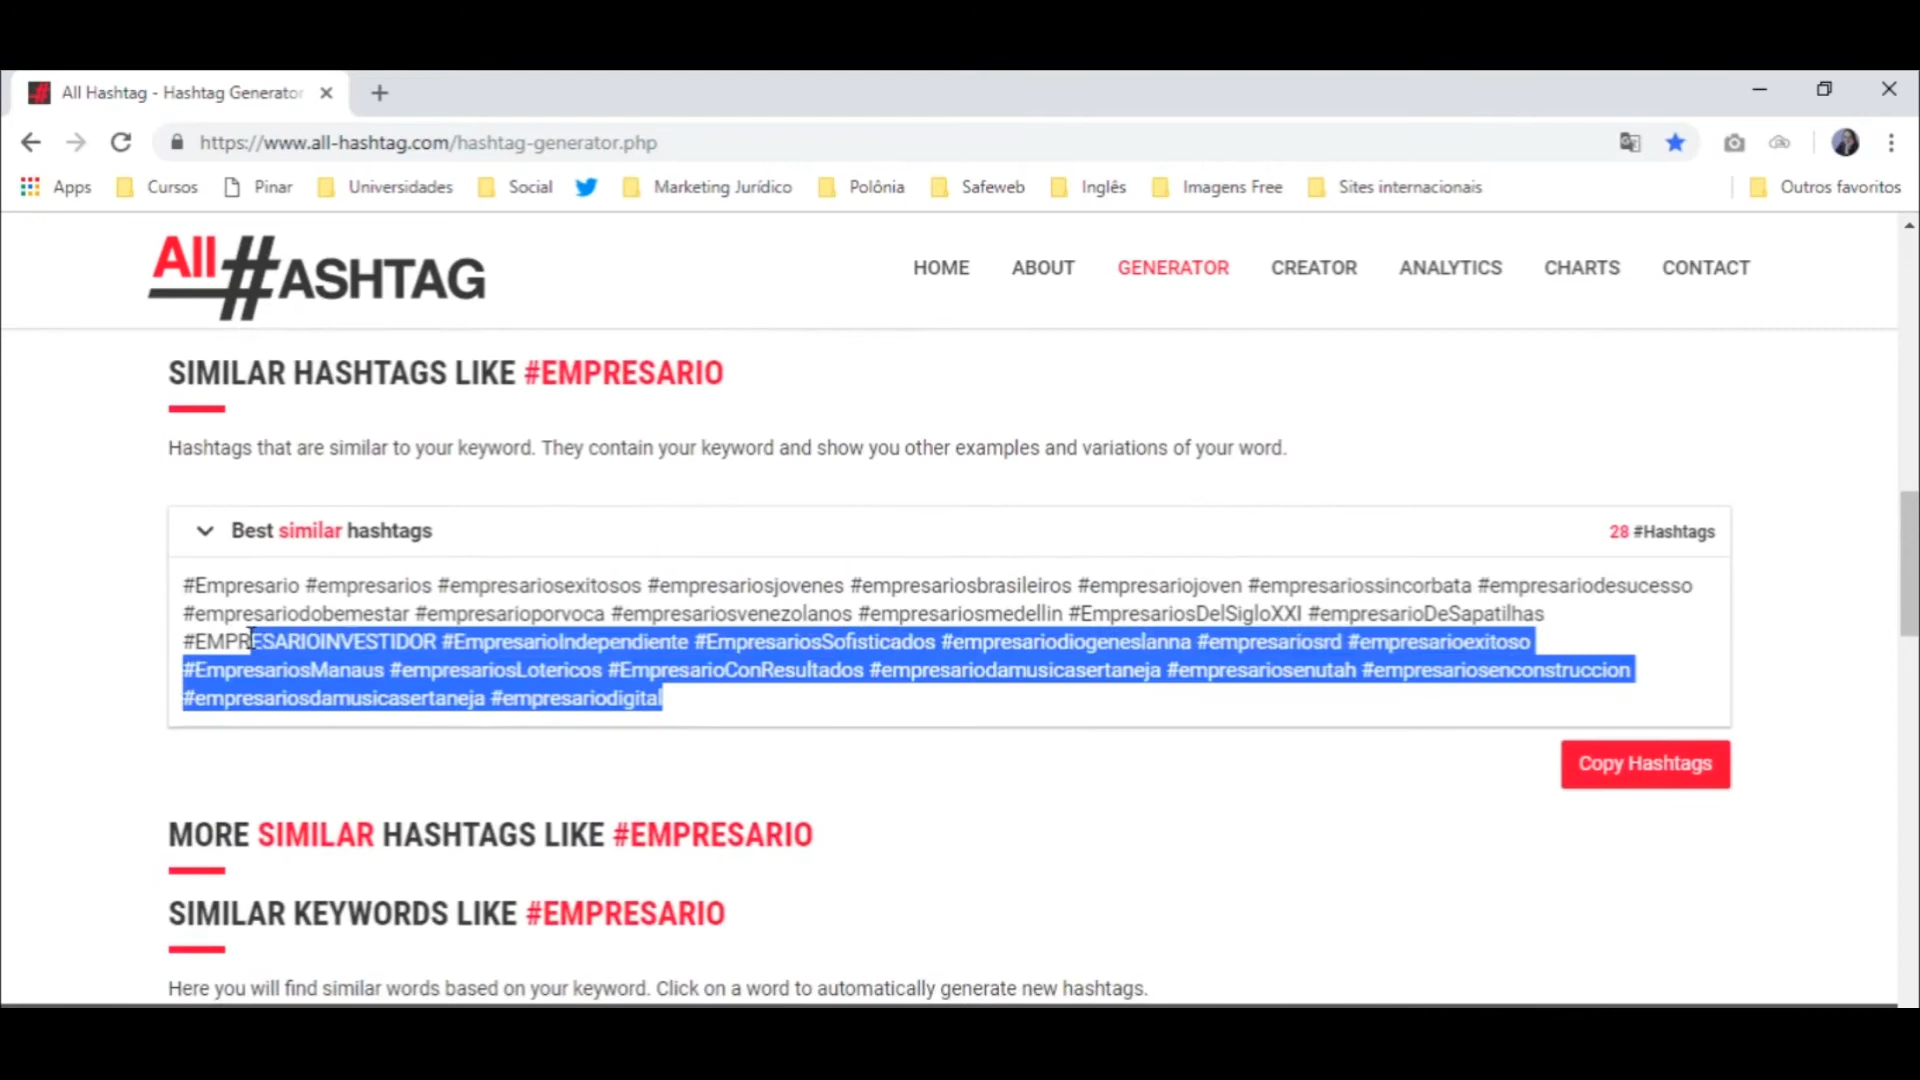 All Hashtag - Hashtag Generator
https://www.all-hashtag.com/hashtag-generator.php
Apps Cursos Pinar Universidades Social Marketing Jurídico Polônia Safeweb Inglês Imagens Free Sites internacionais Outros favoritos
All #ASHTAG
HOME ABOUT GENERATOR CREATOR ANALYTICS CHARTS CONTACT
SIMILAR HASHTAGS LIKE #EMPRESARIO
Hashtags that are similar to your keyword. They contain your keyword and show you other examples and variations of your word.
Best similar hashtags 28 #Hashtags
#Empresario #empresarios #empresariosexitosos #empresariosjovenes #empresariosbrasileiros #empresariojoven #empresariossincorbata #empresariodesucesso
#empresariodobemestar #empresarioporvoca #empresariosvenezolanos #empresariosmedellin #EmpresariosDelSigloXXI #empresarioDeSapatilhas
#EMPRESARIOINVESTIDOR #EmpresarioIndependiente #EmpresariosSofisticados #empresariodiogeneslanna #empresariosrd #empresarioexitoso
#EmpresariosManaus #empresariosLotericos #EmpresarioConResultados #empresariodamusicasertaneja #empresariosenutah #empresariosenconstruccion
#empresariosdamusicasertaneja #empresariodigital
Copy Hashtags
MORE SIMILAR HASHTAGS LIKE #EMPRESARIO
SIMILAR KEYWORDS LIKE #EMPRESARIO
Here you will find similar words based on your keyword. Click on a word to automatically generate new hashtags.